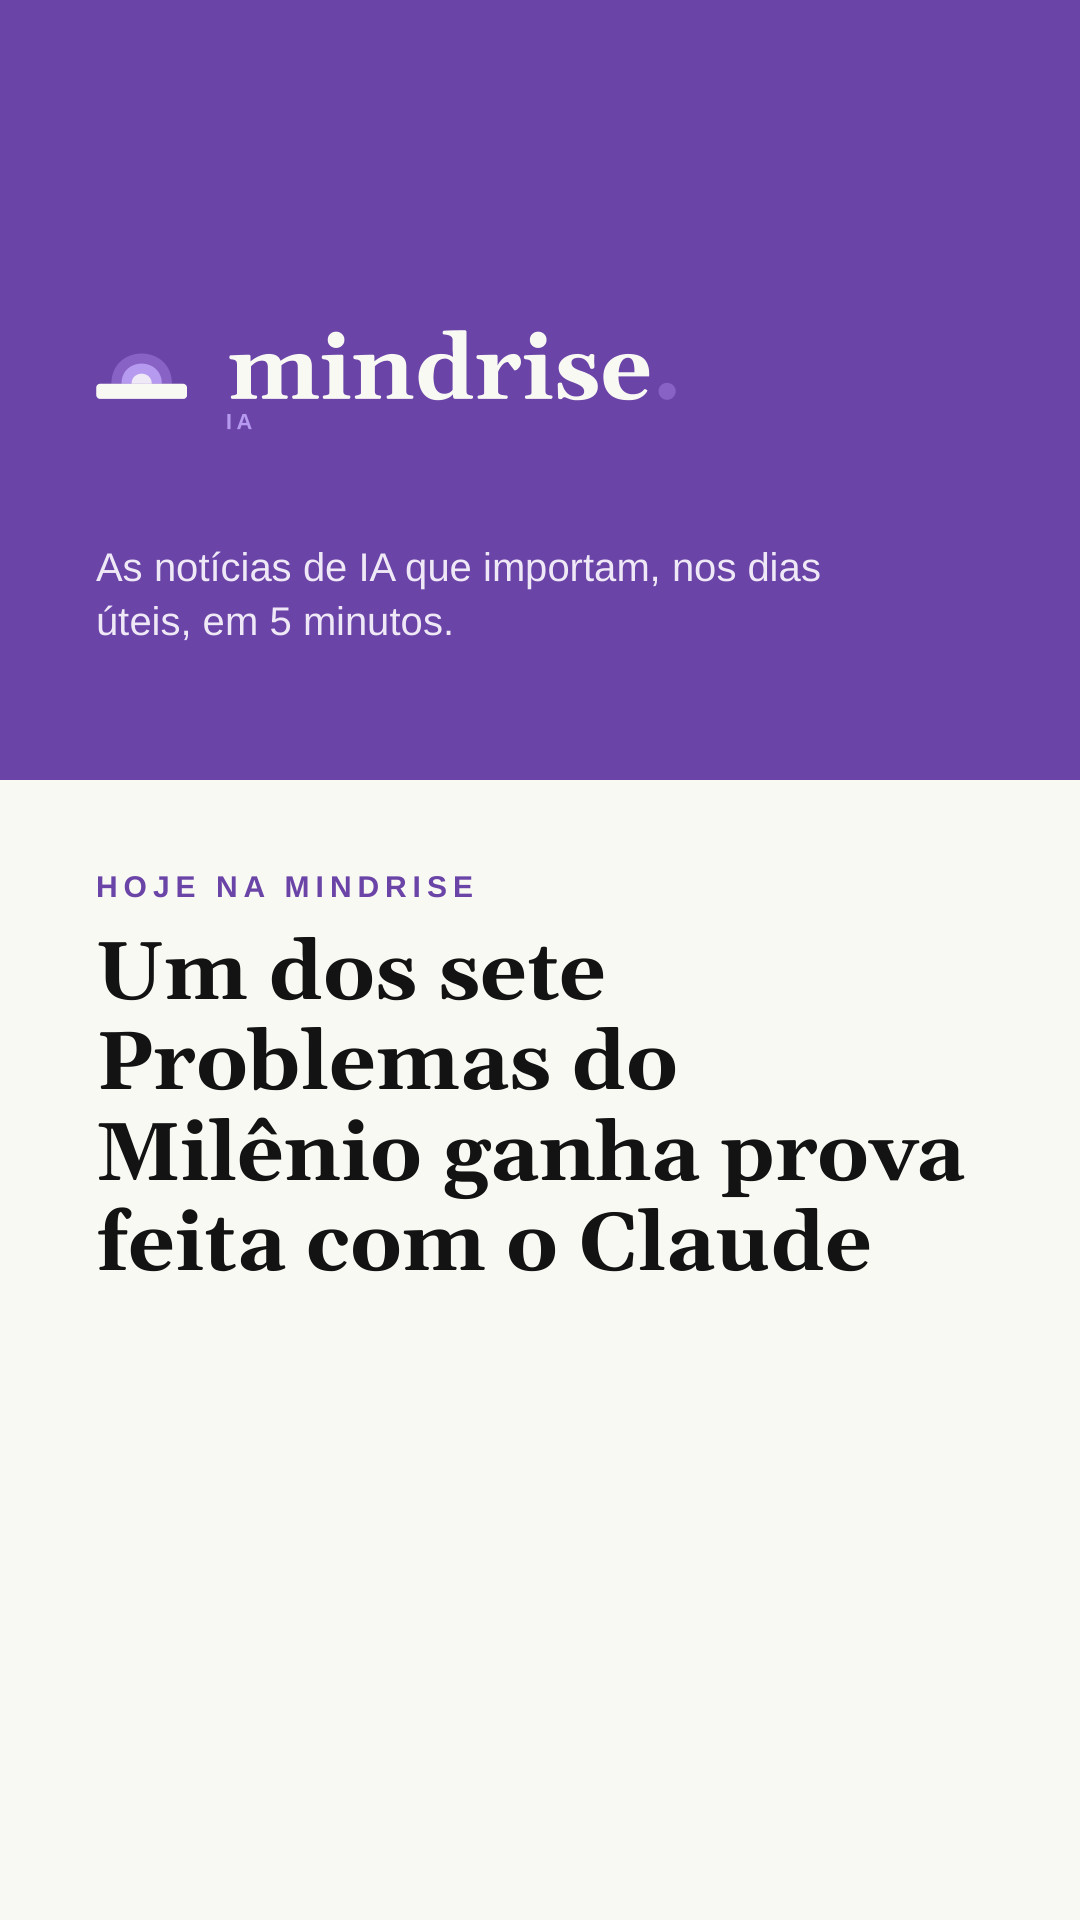 mindrise.
IA
As notícias de IA que importam, nos dias
úteis, em 5 minutos.
HOJE NA MINDRISE
Um dos sete
Problemas do
Milênio ganha prova
feita com o Claude